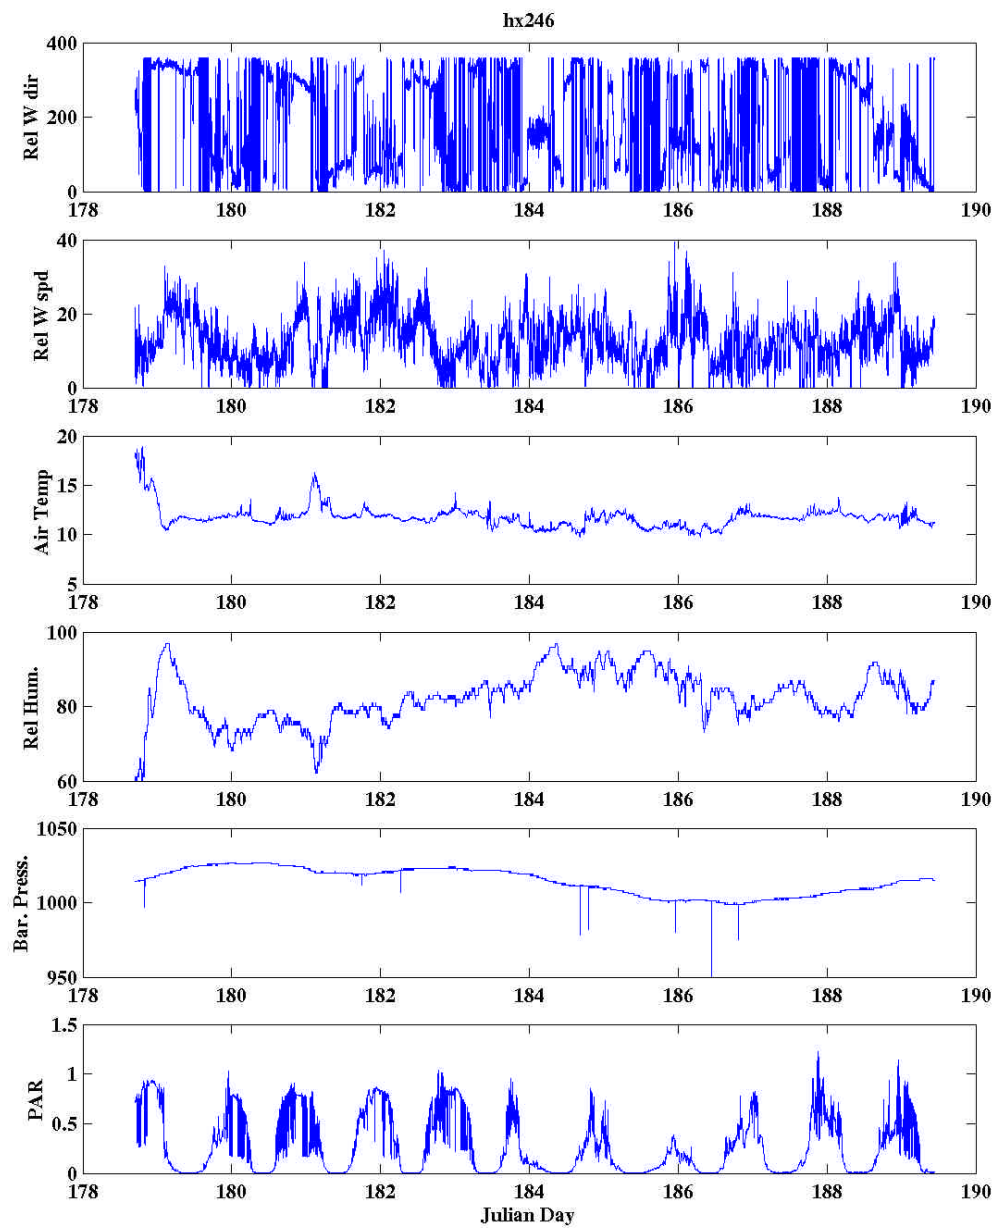 hx246
400
200
0
Rel W dir
178 180 182 184 186 188 190
40
20
0
Rel W spd
178 180 182 184 186 188 190
20
15
10
5
Air Temp
178 180 182 184 186 188 190
100
80
60
Rel Hum.
178 180 182 184 186 188 190
1050
1000
950
Bar. Press.
178 180 182 184 186 188 190
1.5
1
0.5
0
PAR
178 180 182 184 186 188 190
Julian Day